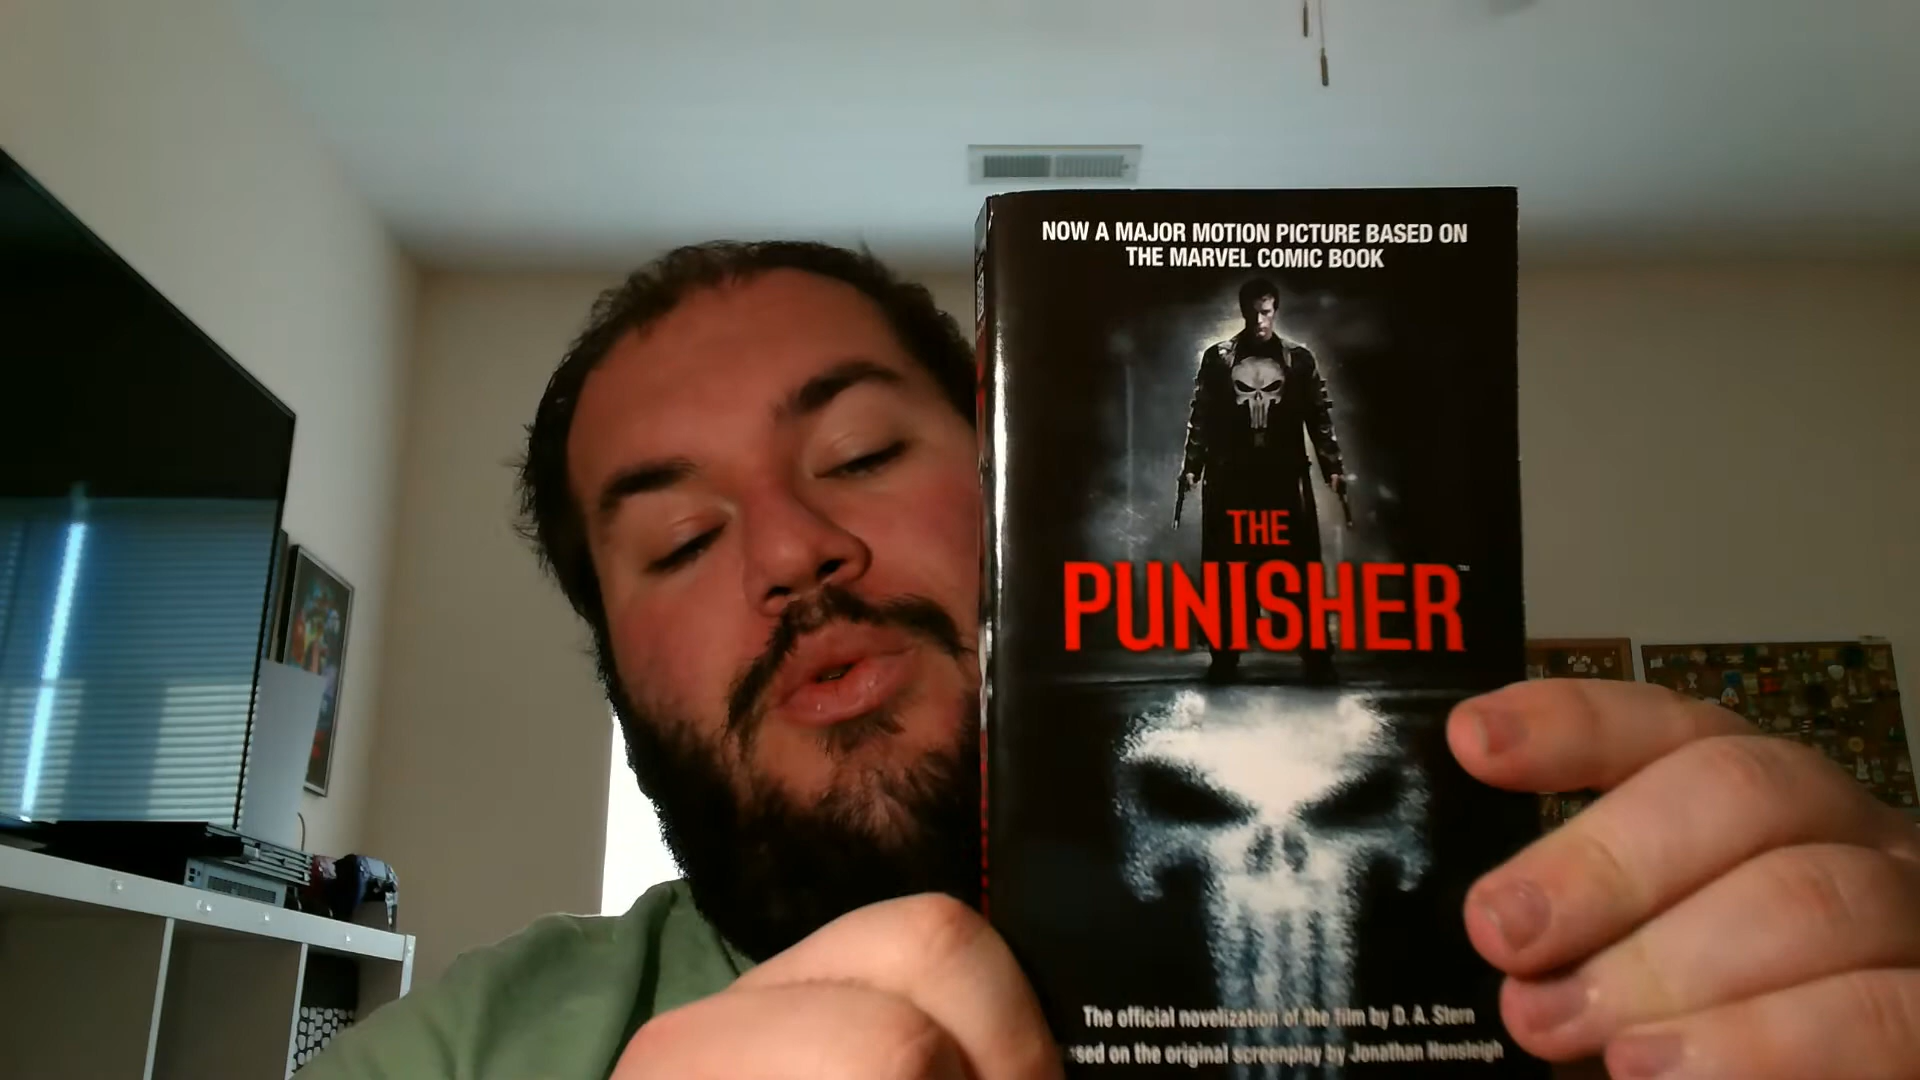 NOW A MAJOR MOTION PICTURE BASED ON
THE MARVEL COMIC BOOK
THE
PUNISHER™
The official novelization of the film by D. A. Stern
sed on the original screenplay by Jonathan Hensleigh